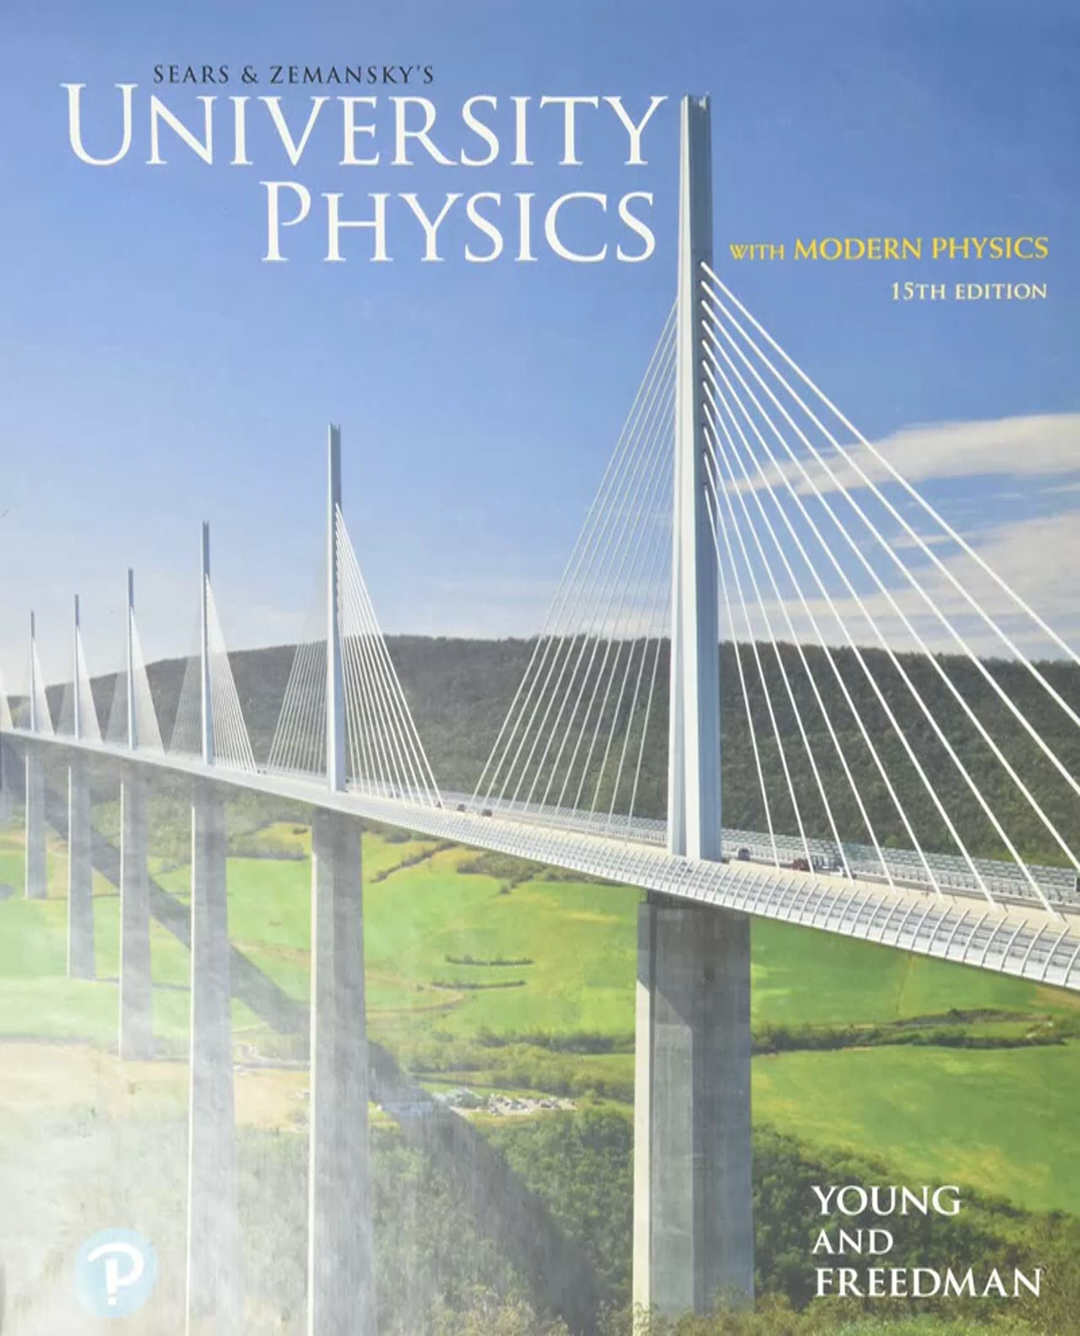 SEARS & ZEMANSKY'S
UNIVERSITY
PHYSICS
WITH MODERN PHYSICS
15TH EDITION
YOUNG
AND
FREEDMAN
P